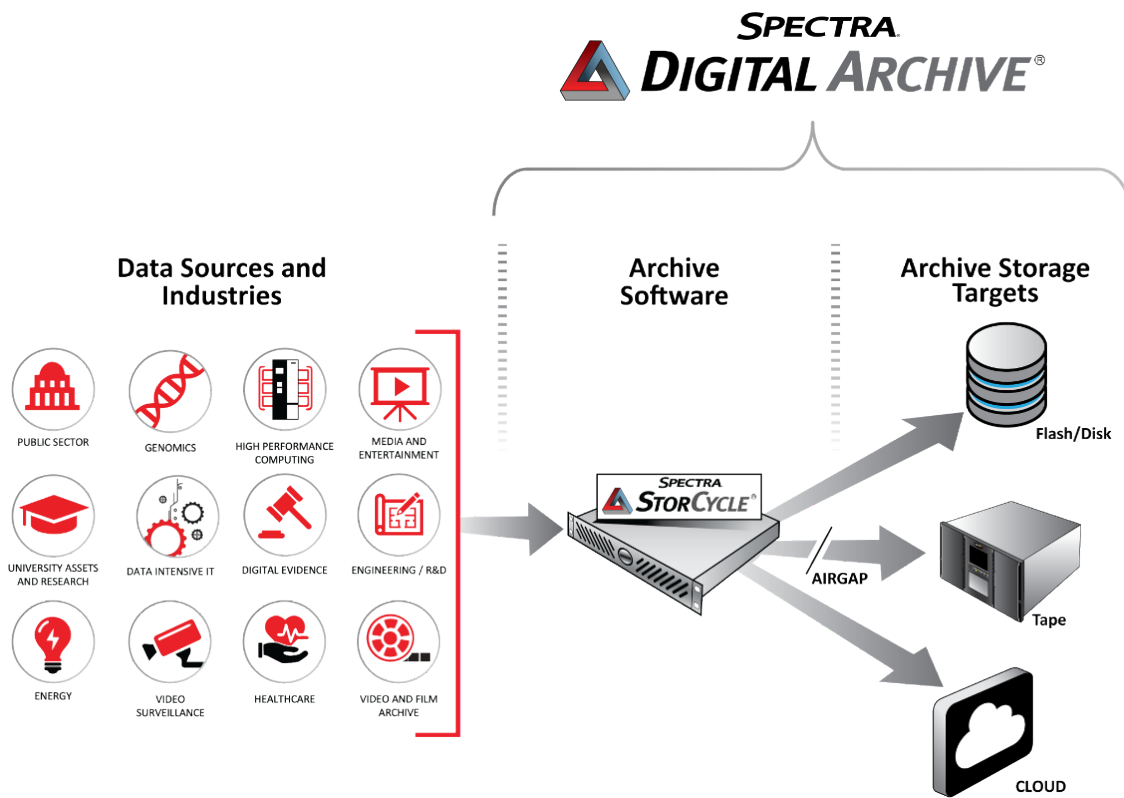 SPECTRA®
DIGITAL ARCHIVE®
Data Sources and
Industries
Archive
Software
Archive Storage
Targets
PUBLIC SECTOR
GENOMICS
HIGH PERFORMANCE
COMPUTING
MEDIA AND
ENTERTAINMENT
UNIVERSITY ASSETS
AND RESEARCH
DATA INTENSIVE IT
DIGITAL EVIDENCE
ENGINEERING / R&D
ENERGY
VIDEO
SURVEILLANCE
HEALTHCARE
VIDEO AND FILM
ARCHIVE
SPECTRA
STORCYCLE®
Flash/Disk
AIRGAP
Tape
CLOUD